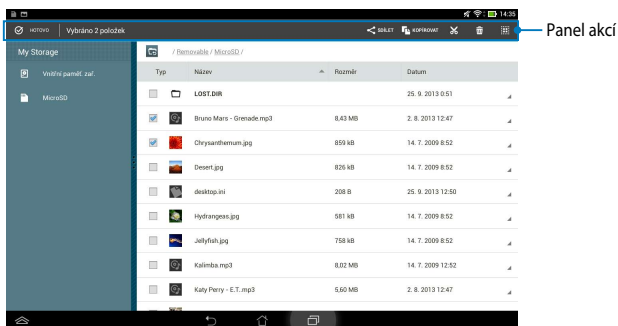 14:35
HOTOVO Vybráno 2 položek SDÍLET KOPÍROVAT
Panel akcí
My Storage
/ Removable / MicroSD /
Vnitřní paměť. zař.
MicroSD
Typ Název Rozměr Datum
LOST.DIR 25. 9. 2013 0:51
Bruno Mars - Grenade.mp3 8,43 MB 2. 8. 2013 12:47
Chrysanthemum.jpg 859 kB 14. 7. 2009 8:52
Desert.jpg 826 kB 14. 7. 2009 8:52
desktop.ini 208 B 25. 9. 2013 12:50
Hydrangeas.jpg 581 kB 14. 7. 2009 8:52
Jellyfish.jpg 758 kB 14. 7. 2009 8:52
Kalimba.mp3 8,02 MB 14. 7. 2009 12:52
Katy Perry - E.T..mp3 5,60 MB 2. 8. 2013 12:47